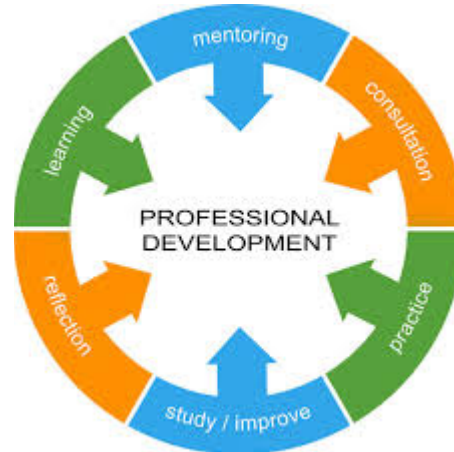 mentoring
consultation
practice
study / improve
reflection
learning
PROFESSIONAL
DEVELOPMENT